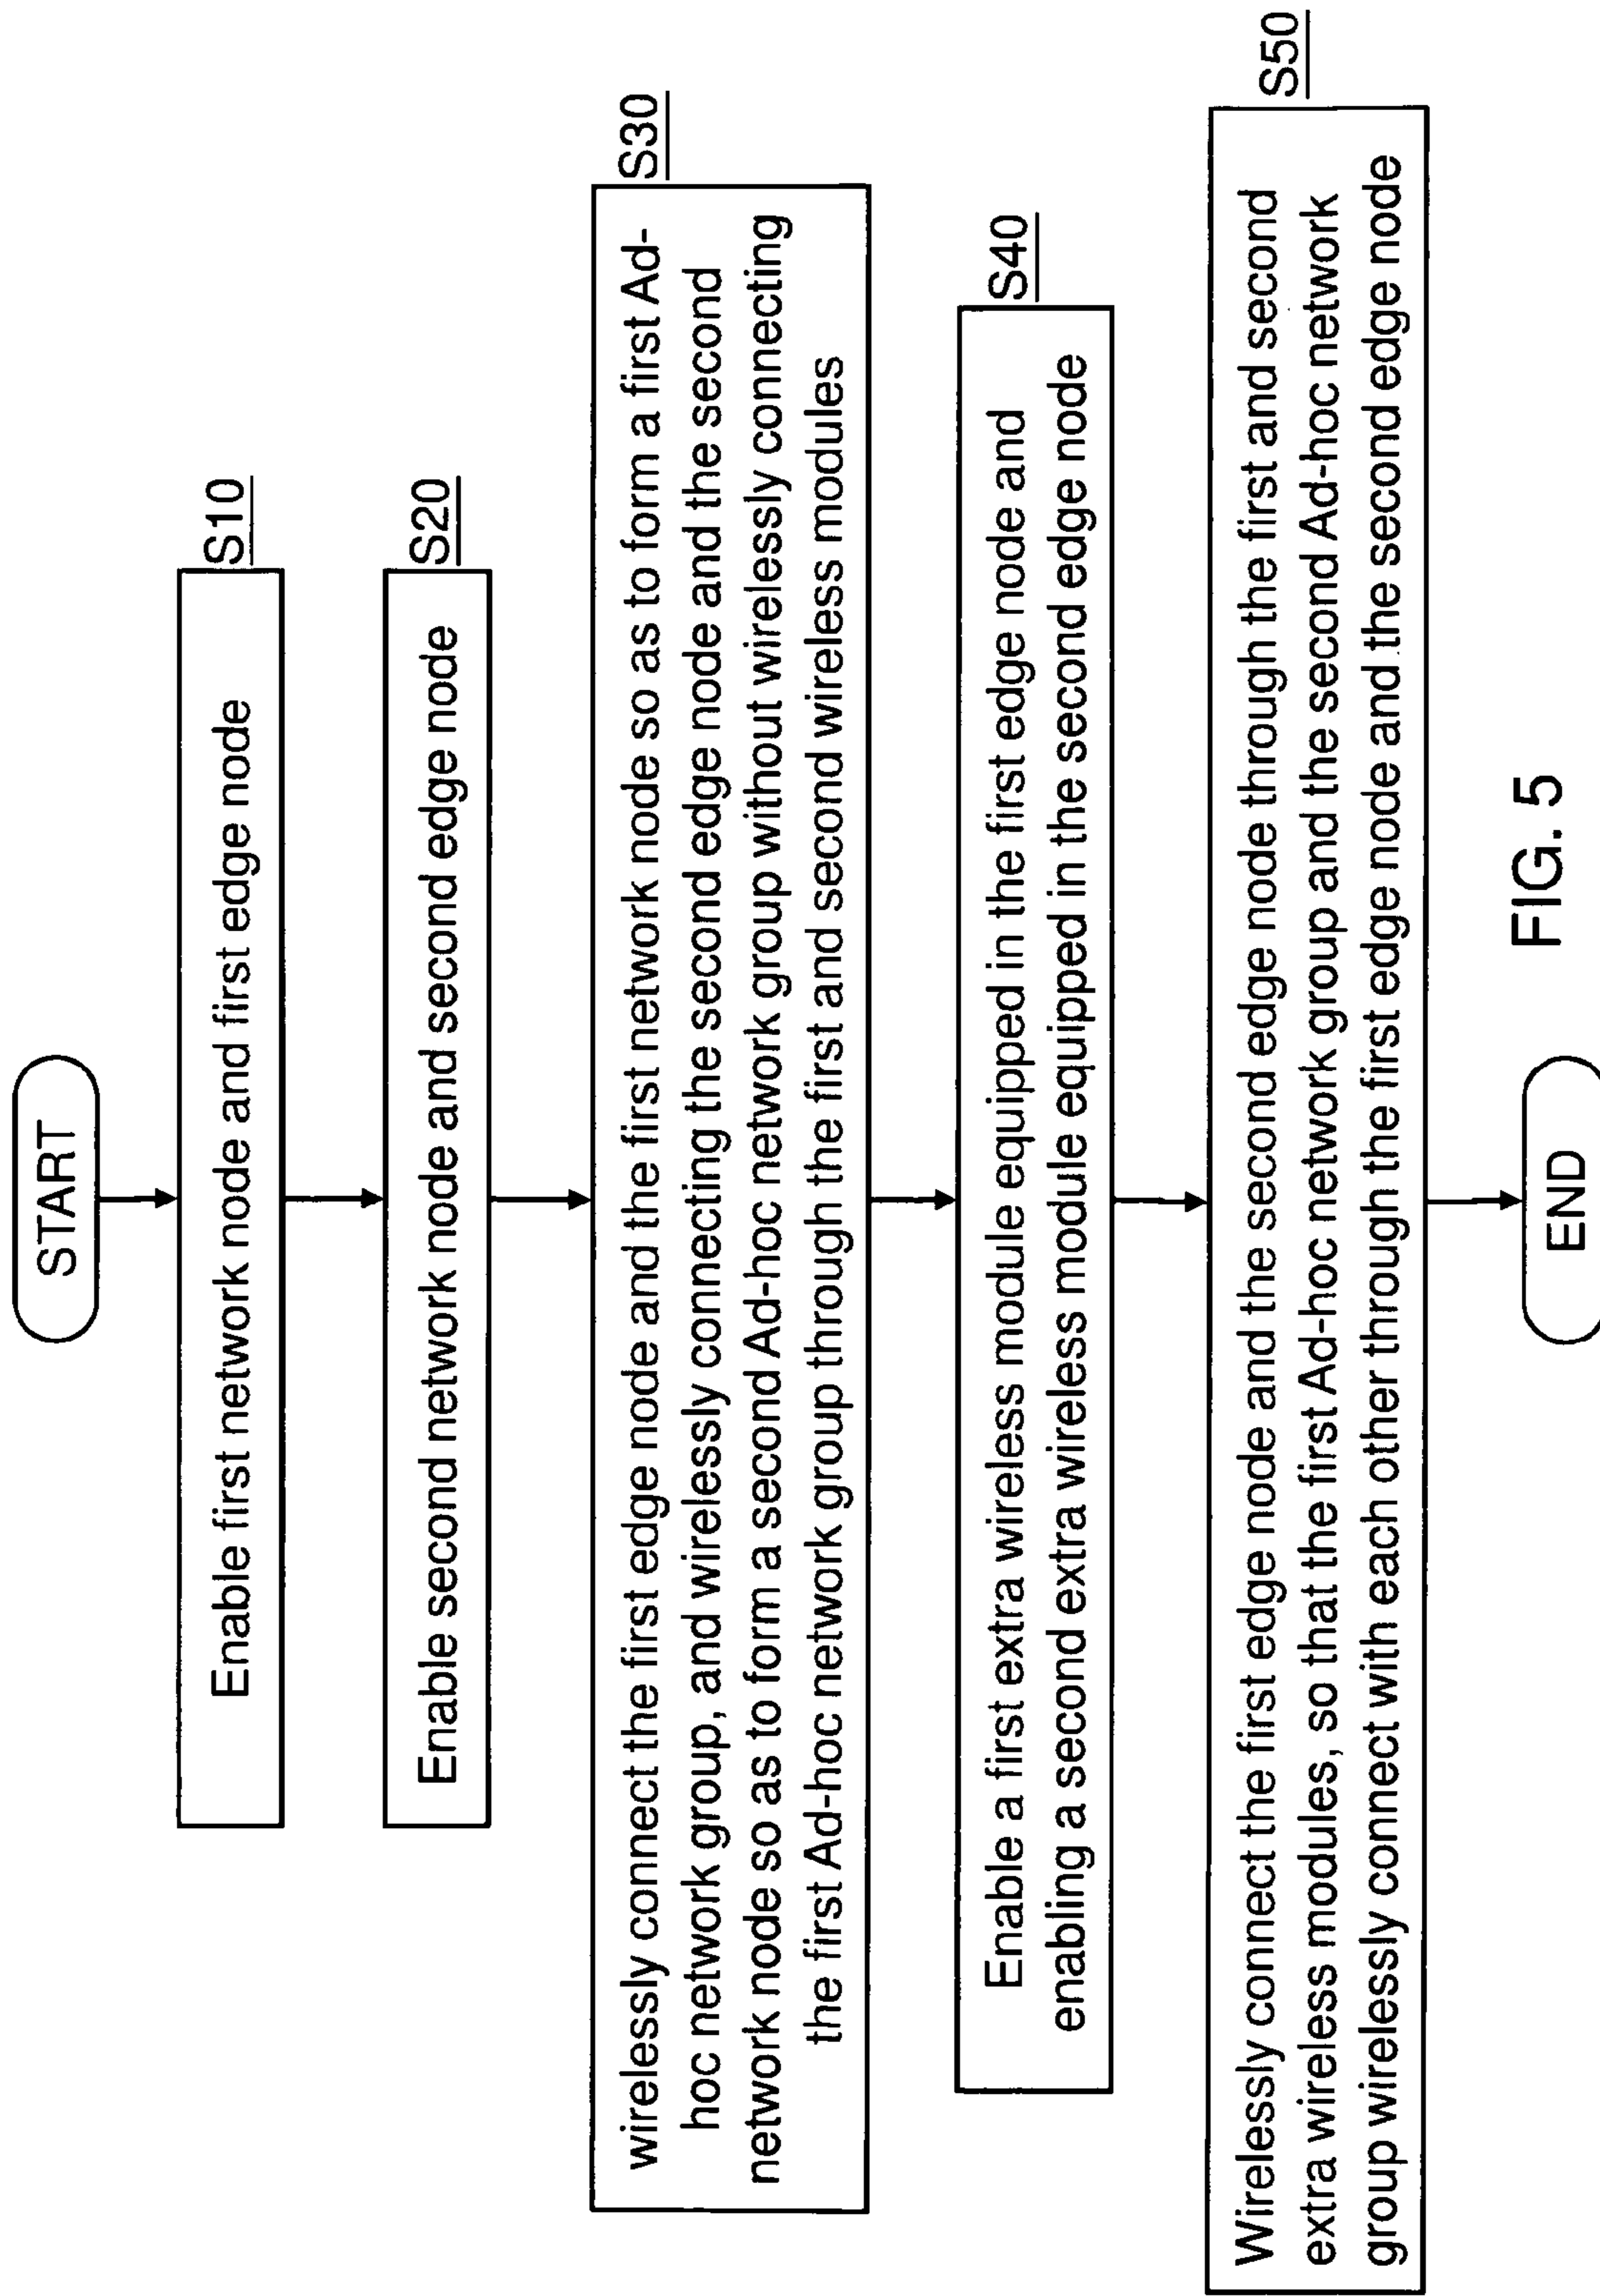 START
S10
Enable first network node and first edge node
S20
Enable second network node and second edge node
S30
wirelessly connect the first edge node and the first network node so as to form a first Ad-
hoc network group, and wirelessly connecting the second edge node and the second
network node so as to form a second Ad-hoc network group without wirelessly connecting
the first Ad-hoc network group through the first and second wireless modules
S40
Enable a first extra wireless module equipped in the first edge node and
enabling a second extra wireless module equipped in the second edge node
S50
Wirelessly connect the first edge node and the second edge node through the first and second
extra wireless modules, so that the first Ad-hoc network group and the second Ad-hoc network
group wirelessly connect with each other through the first edge node and the second edge node
END
FIG. 5